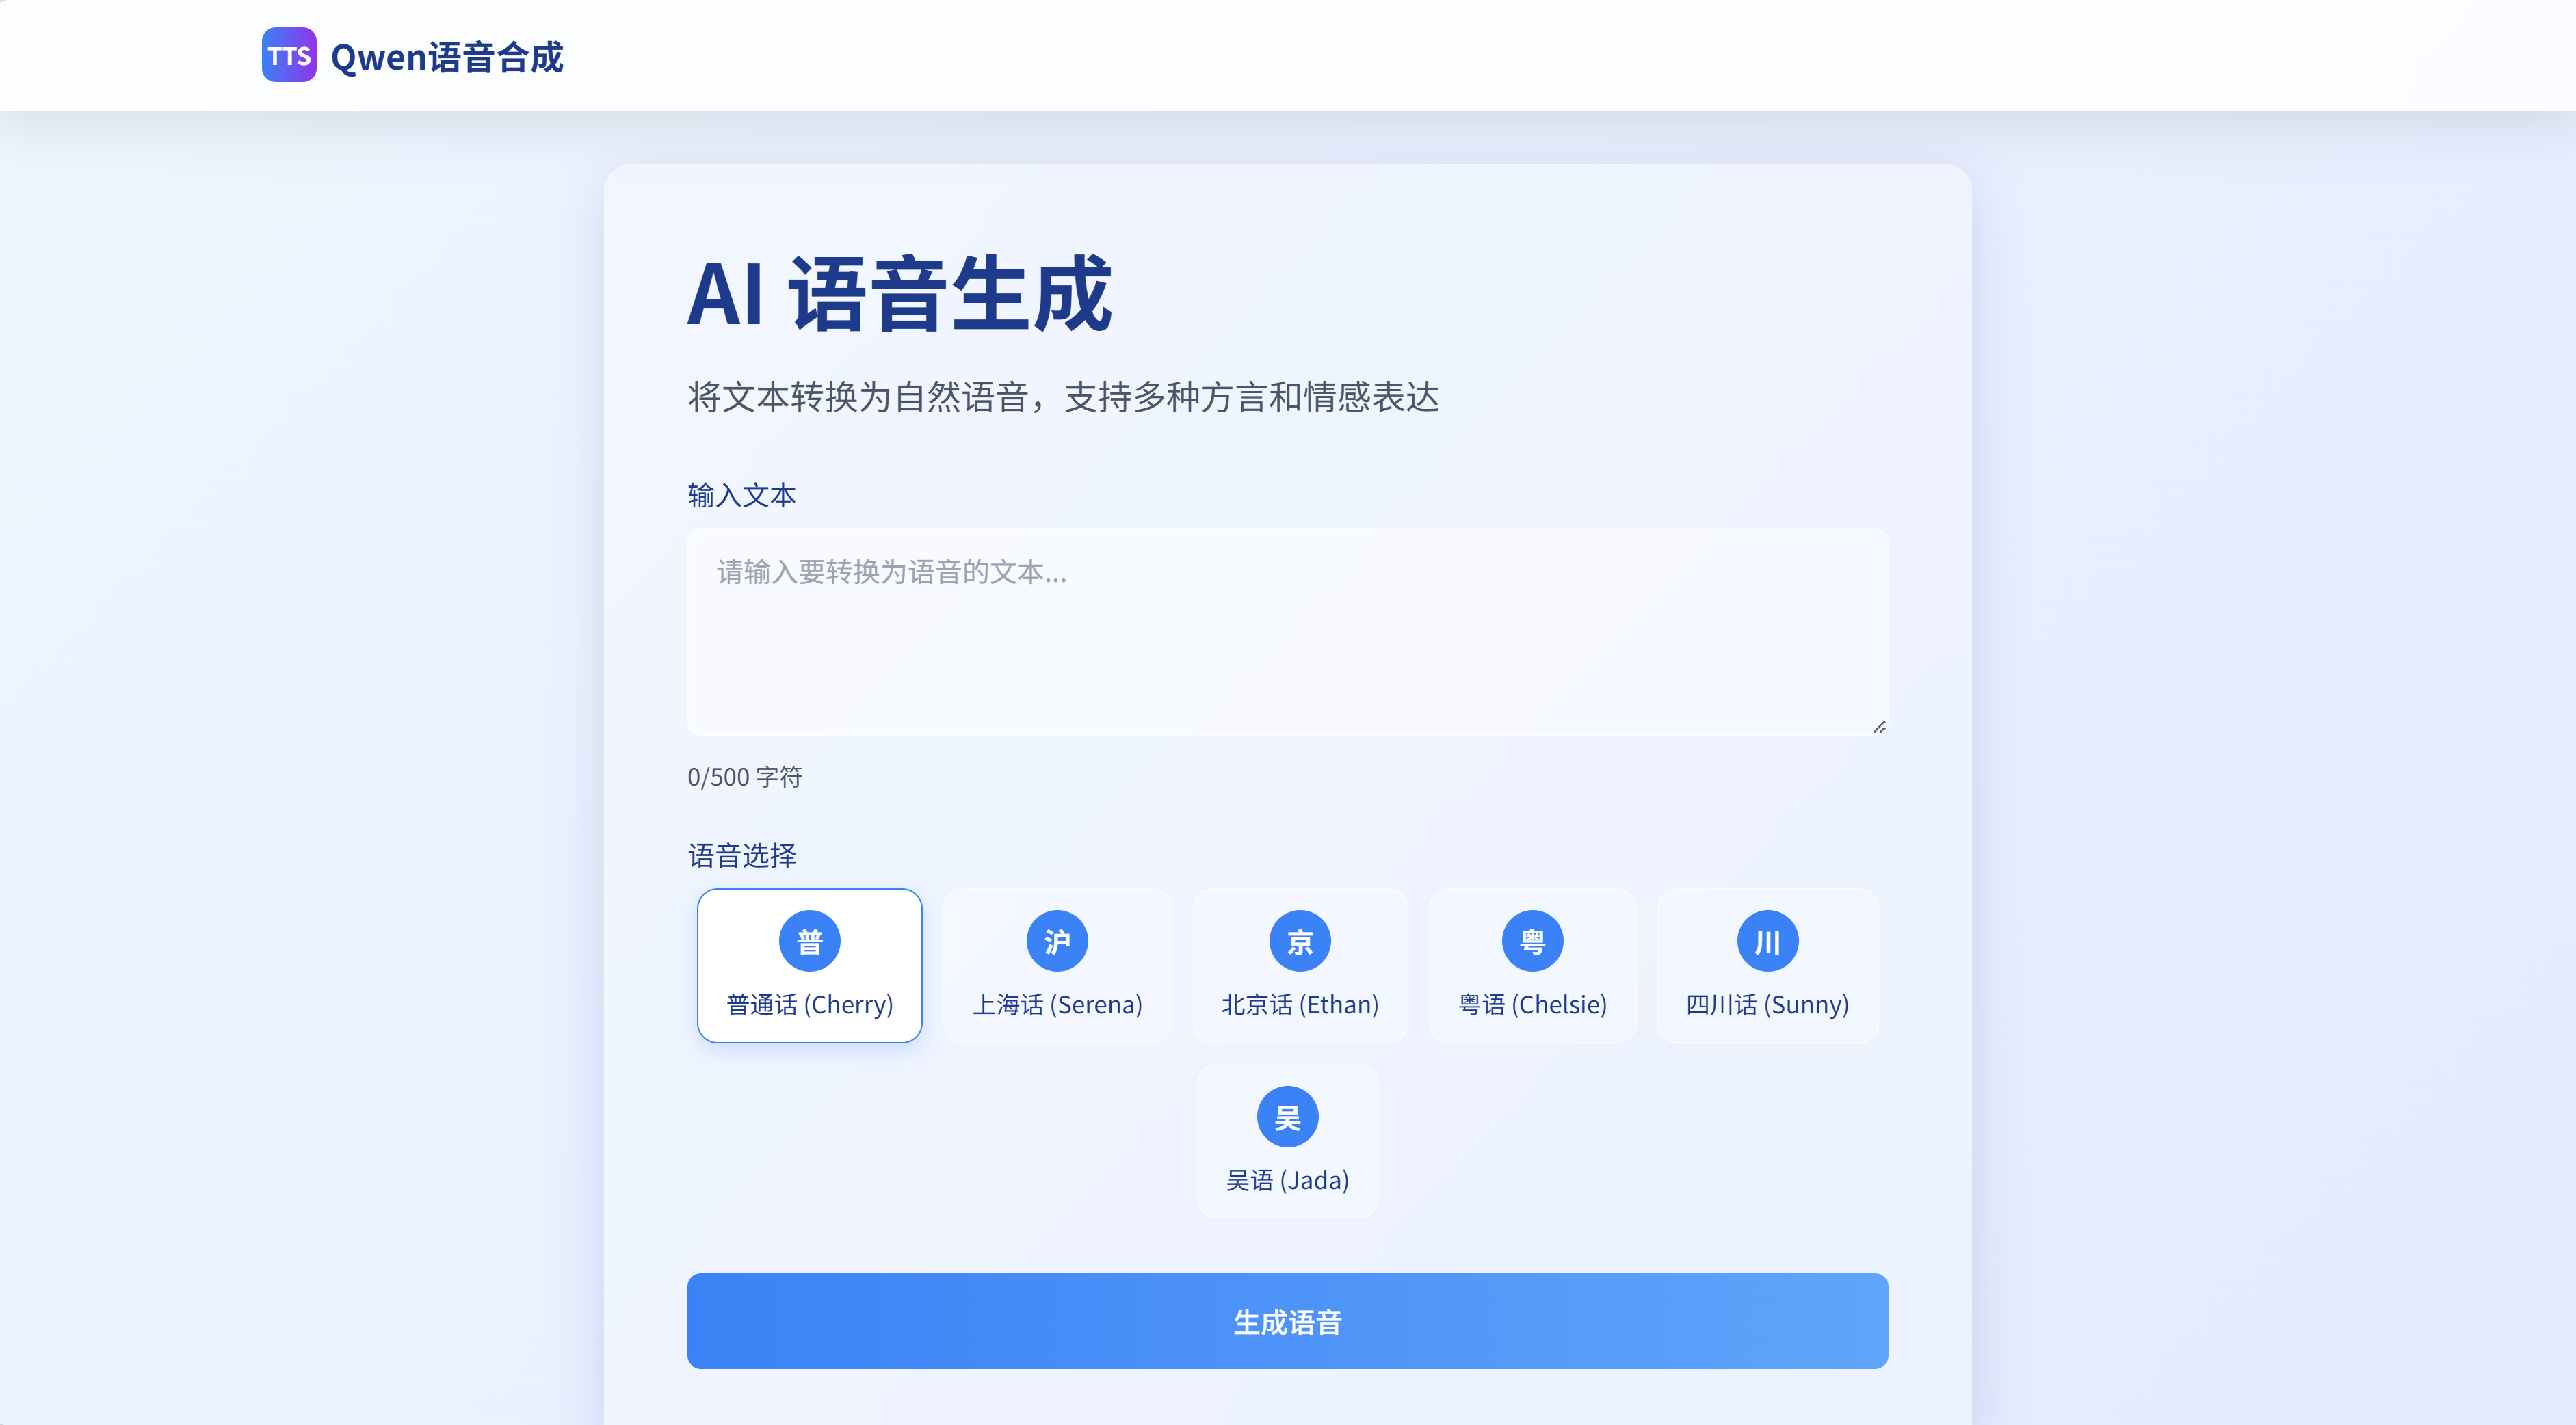 TTS Qwen语音合成
AI 语音生成
将文本转换为自然语音，支持多种方言和情感表达
输入文本
请输入要转换为语音的文本...
0/500 字符
语音选择
普 沪 京 粤 川
普通话 (Cherry) 上海话 (Serena) 北京话 (Ethan) 粤语 (Chelsie) 四川话 (Sunny)
吴
吴语 (Jada)
生成语音